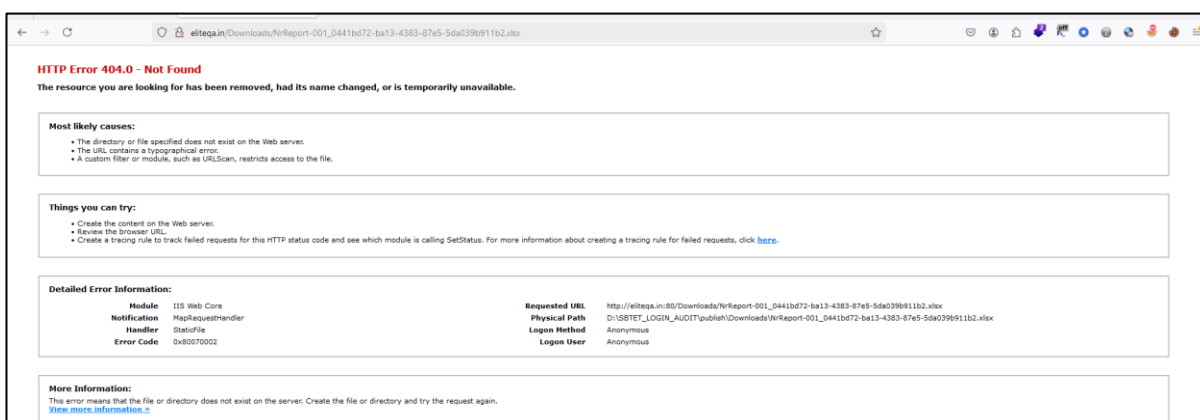 eliteqa.in/Downloads/NrReport-001_0441bd72-ba13-4383-87e5-5da039b911b2.xlsx
HTTP Error 404.0 - Not Found
The resource you are looking for has been removed, had its name changed, or is temporarily unavailable.
Most likely causes:
• The directory or file specified does not exist on the Web server.
• The URL contains a typographical error.
• A custom filter or module, such as URLScan, restricts access to the file.
Things you can try:
• Create the content on the Web server.
• Review the browser URL.
• Create a tracing rule to track failed requests for this HTTP status code and see which module is calling SetStatus. For more information about creating a tracing rule for failed requests, click here.
Detailed Error Information:
Module IIS Web Core
Notification MapRequestHandler
Handler StaticFile
Error Code 0x80070002
Requested URL http://eliteqa.in:80/Downloads/NrReport-001_0441bd72-ba13-4383-87e5-5da039b911b2.xlsx
Physical Path D:\SBTET_LOGIN_AUDIT\publish\Downloads\NrReport-001_0441bd72-ba13-4383-87e5-5da039b911b2.xlsx
Logon Method Anonymous
Logon User Anonymous
More Information:
This error means that the file or directory does not exist on the server. Create the file or directory and try the request again.
View more information »